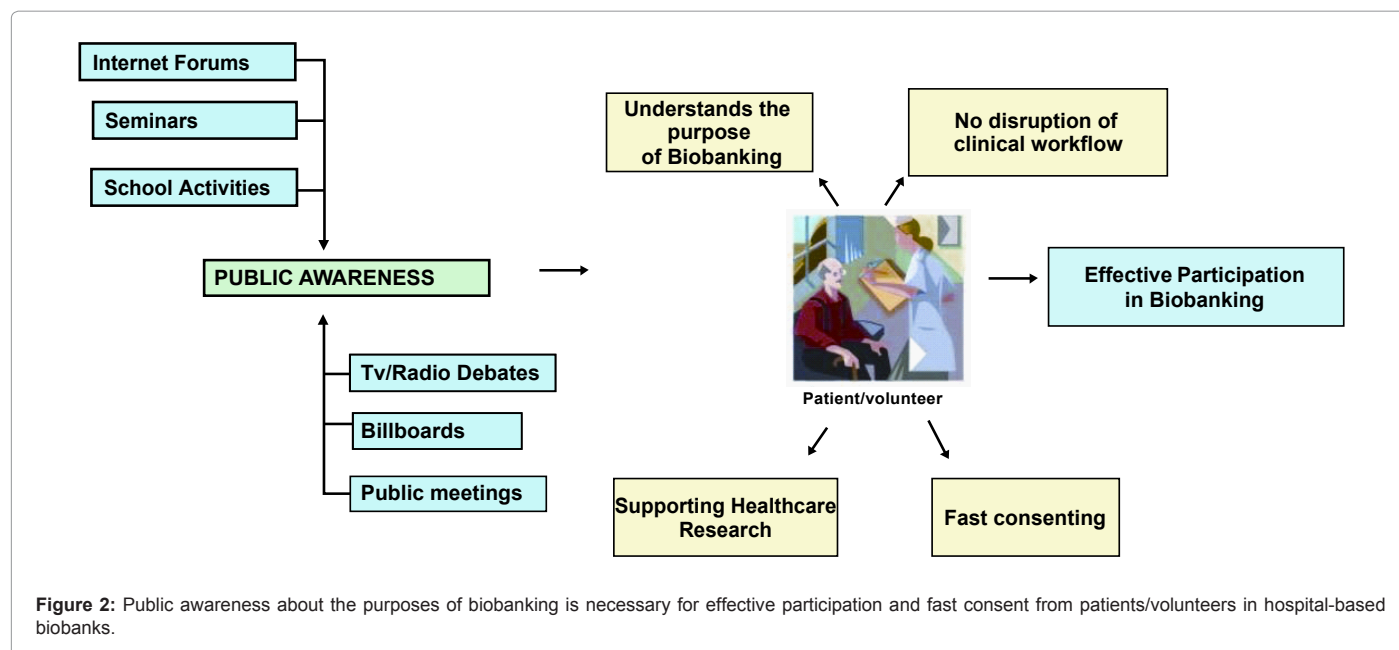 Internet Forums
Seminars
School Activities
PUBLIC AWARENESS
Tv/Radio Debates
Billboards
Public meetings
Understands the
purpose
of Biobanking
No disruption of
clinical workflow
Patient/volunteer
Effective Participation
in Biobanking
Supporting Healthcare
Research
Fast consenting
Figure 2: Public awareness about the purposes of biobanking is necessary for effective participation and fast consent from patients/volunteers in hospital-based
biobanks.